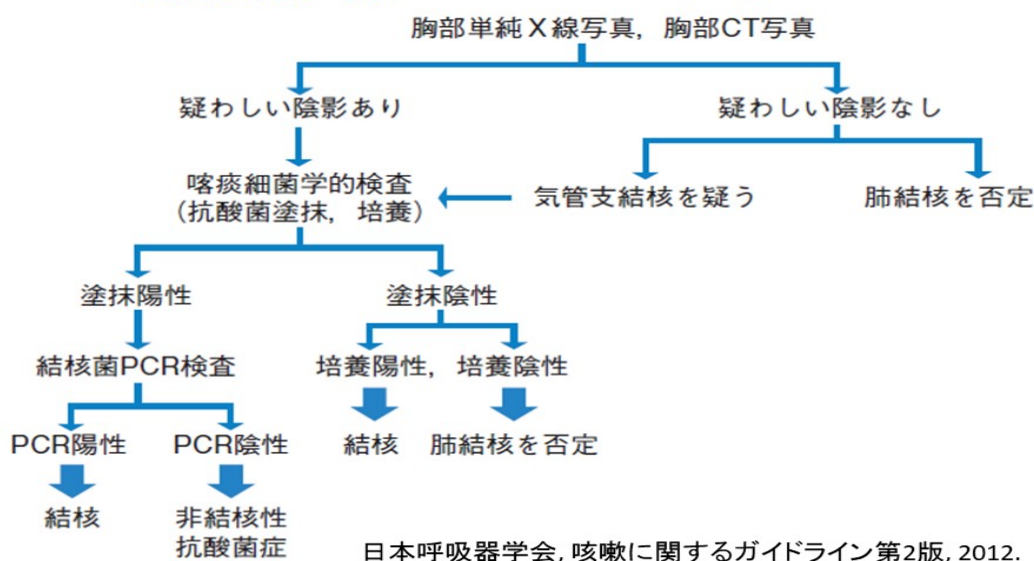 胸部単純X線写真，胸部CT写真
疑わしい陰影あり
疑わしい陰影なし
喀痰細菌学的検査
（抗酸菌塗抹，培養）
気管支結核を疑う
肺結核を否定
塗抹陽性
塗抹陰性
結核菌PCR検査
培養陽性，培養陰性
PCR陽性
PCR陰性
結核
肺結核を否定
結核
非結核性
抗酸菌症
日本呼吸器学会, 咳嗽に関するガイドライン第2版, 2012.